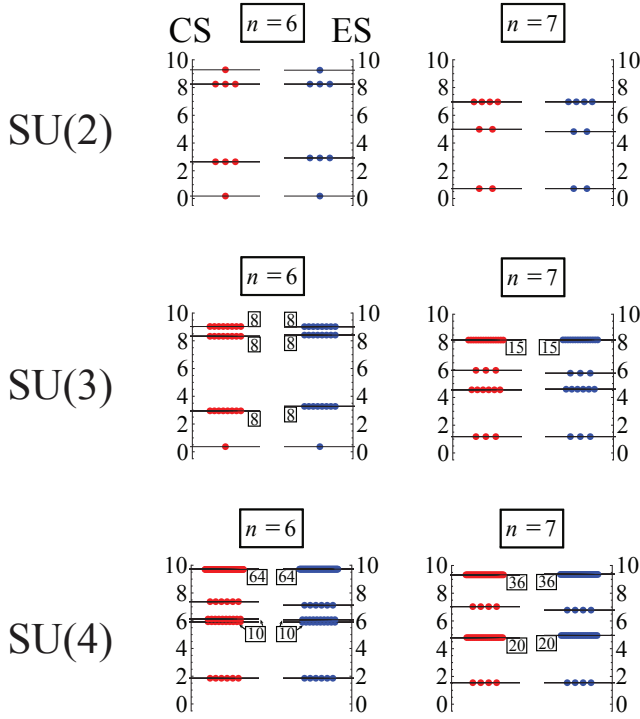 CS n = 6 ES n = 7
10 10 10 10
8 8 8 8
6 6 6 6
SU(2)
4 4 4 4
2 2 2 2
0 0 0 0
n = 6 n = 7
10 8 8 10 10 10
8 8 8 8 8 15 15 8
6 6 6 6
SU(3)
4 4 4 4
2 8 8 2 2 2
0 0 0 0
n = 6 n = 7
10 64 64 10 10 36 36 10
8 8 8 8
6 10 10 6 6 6
SU(4)
4 4 4 20 20 4
2 2 2 2
0 0 0 0